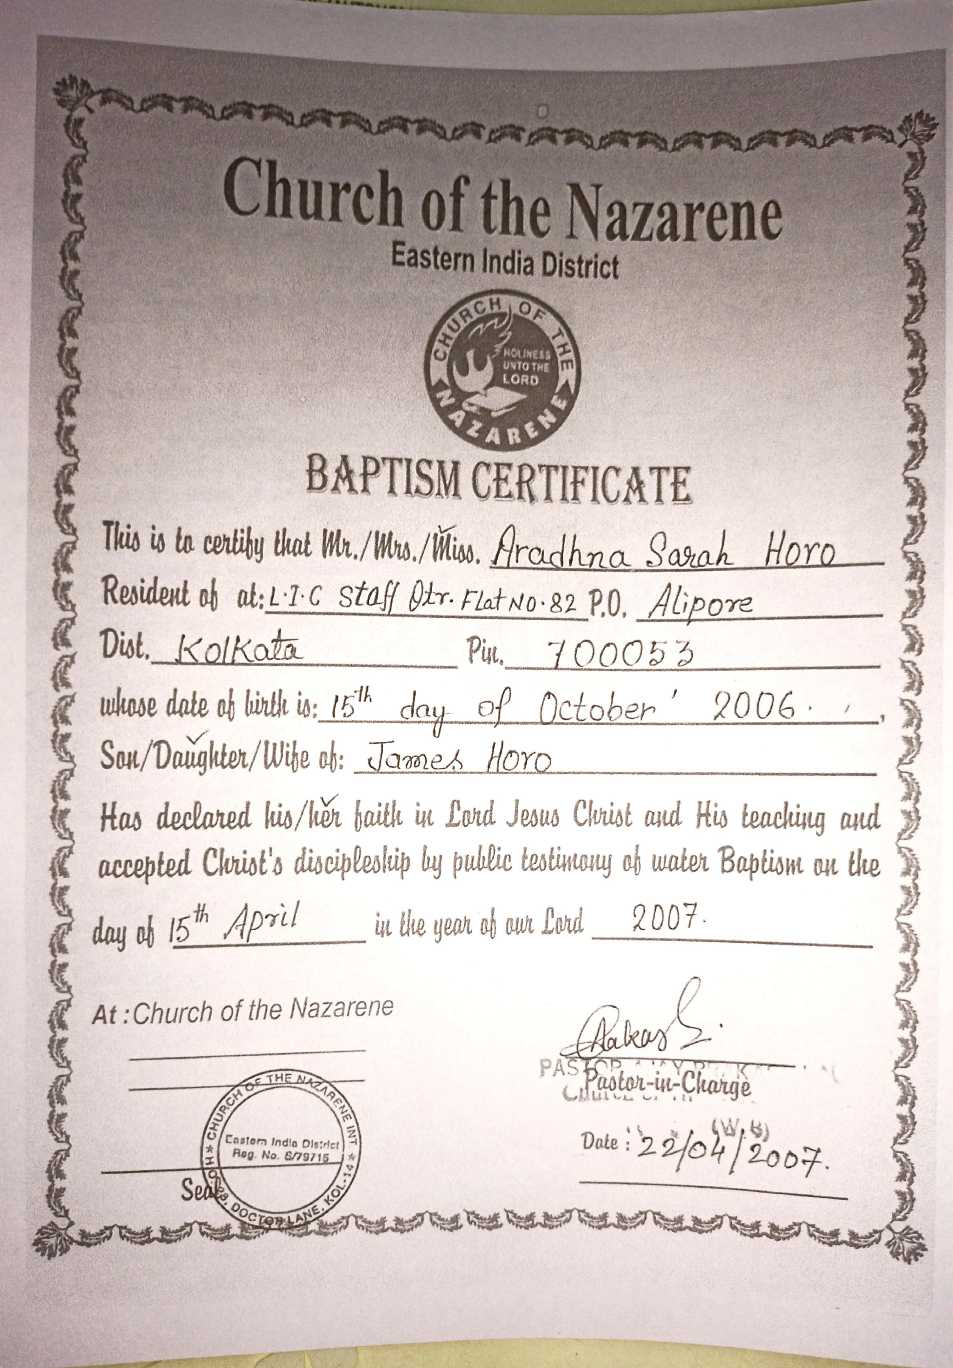 Church of the Nazarene
Eastern India District
CHURCH OF THE NAZARENE
HOLINESS
UNTO THE
LORD
BAPTISM CERTIFICATE
This is to certify that Mr./Mrs./Miss. Aradhna Sarah Horo
Resident of at: L.I.C Staff Qtr. Flat No. 82 P.O. Alipore
Dist. Kolkata Pin. 700053
whose date of birth is: 15th day of October 2006.
Son/Daughter/Wife of: James Horo
Has declared his/her faith in Lord Jesus Christ and His teaching and
accepted Christ's discipleship by public testimony of water Baptism on the
day of 15th April in the year of our Lord 2007.
At : Church of the Nazarene
PASTOR
Pastor-in-Charge
(W.B)
Date : 22/04/2007.
CHURCH OF THE NAZARENE INT
Eastern India District
Reg. No. S/79715
DOCTOR LANE, KOL-14
Seal